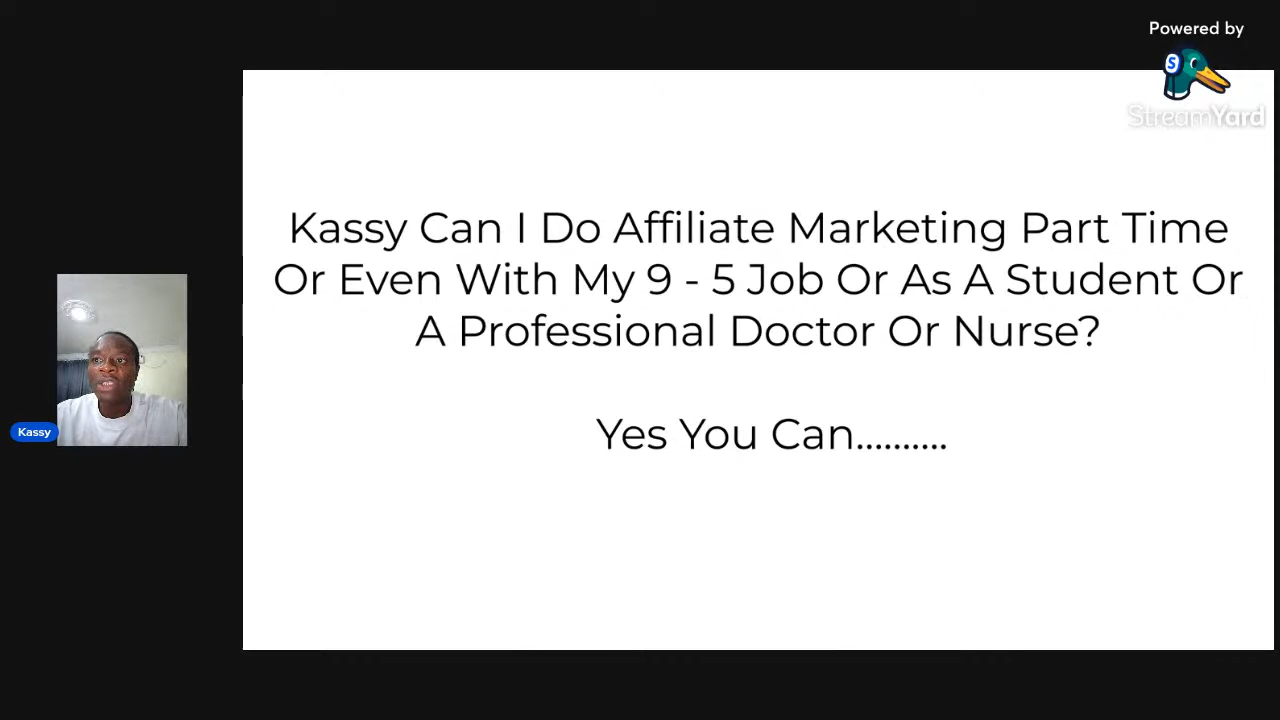 Powered by
S
StreamYard
Kassy Can I Do Affiliate Marketing Part Time
Or Even With My 9 - 5 Job Or As A Student Or
A Professional Doctor Or Nurse?
Yes You Can..........
Kassy